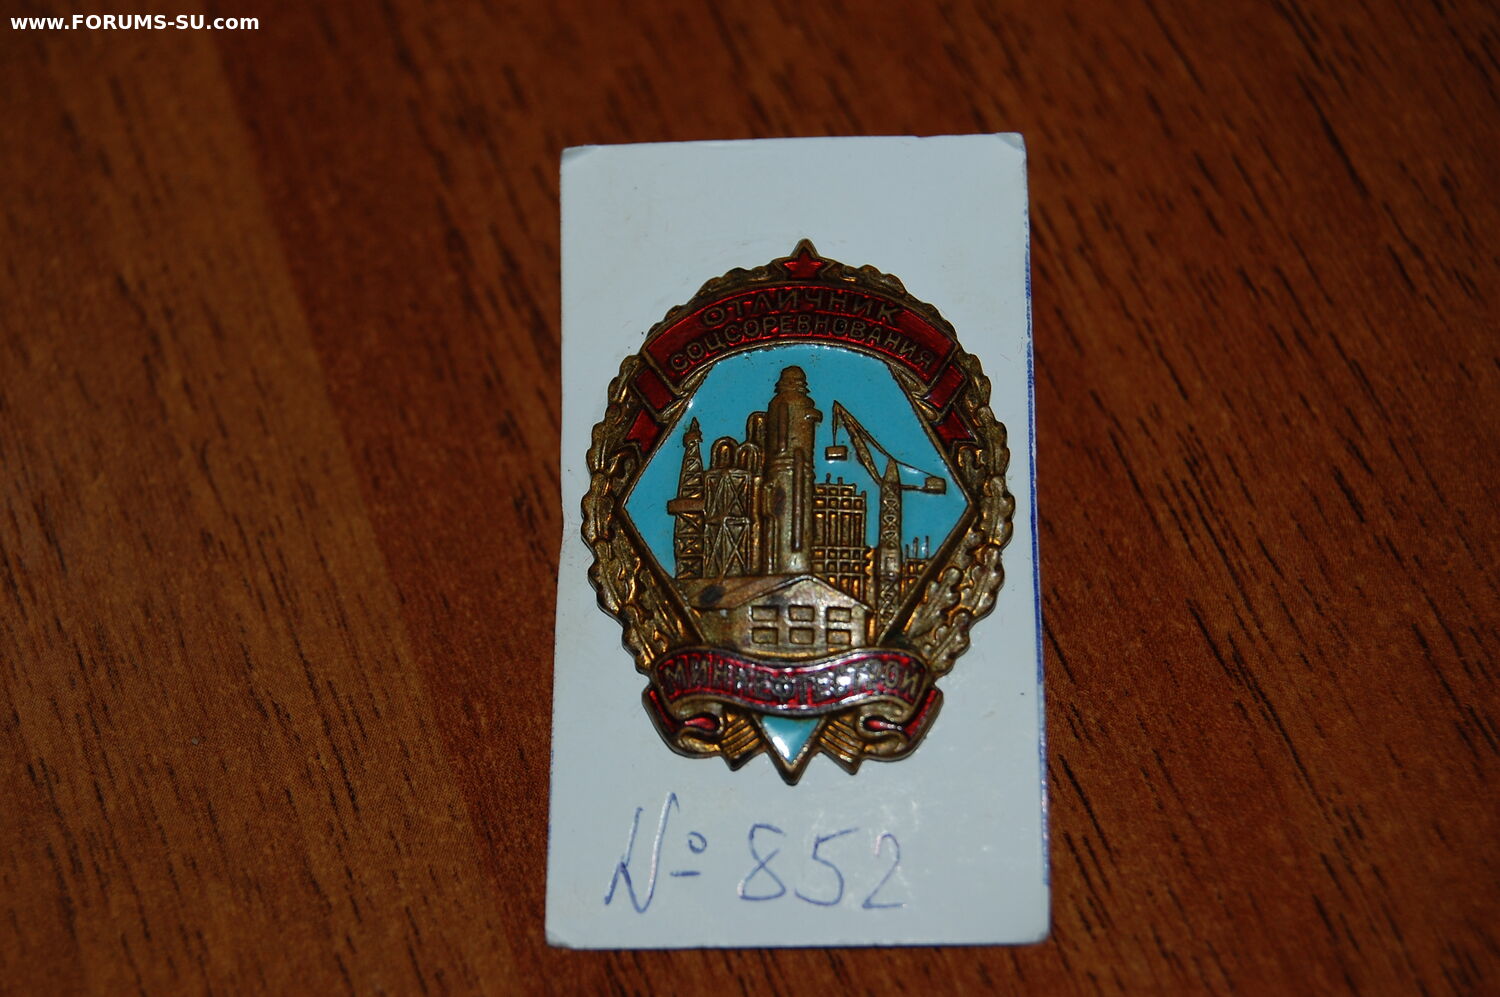 www.FORUMS-SU.com
ОТЛИЧНИК
СОЦСОРЕВНОВАНИЯ
МИННЕФТЕСТРОЙ
№ 852